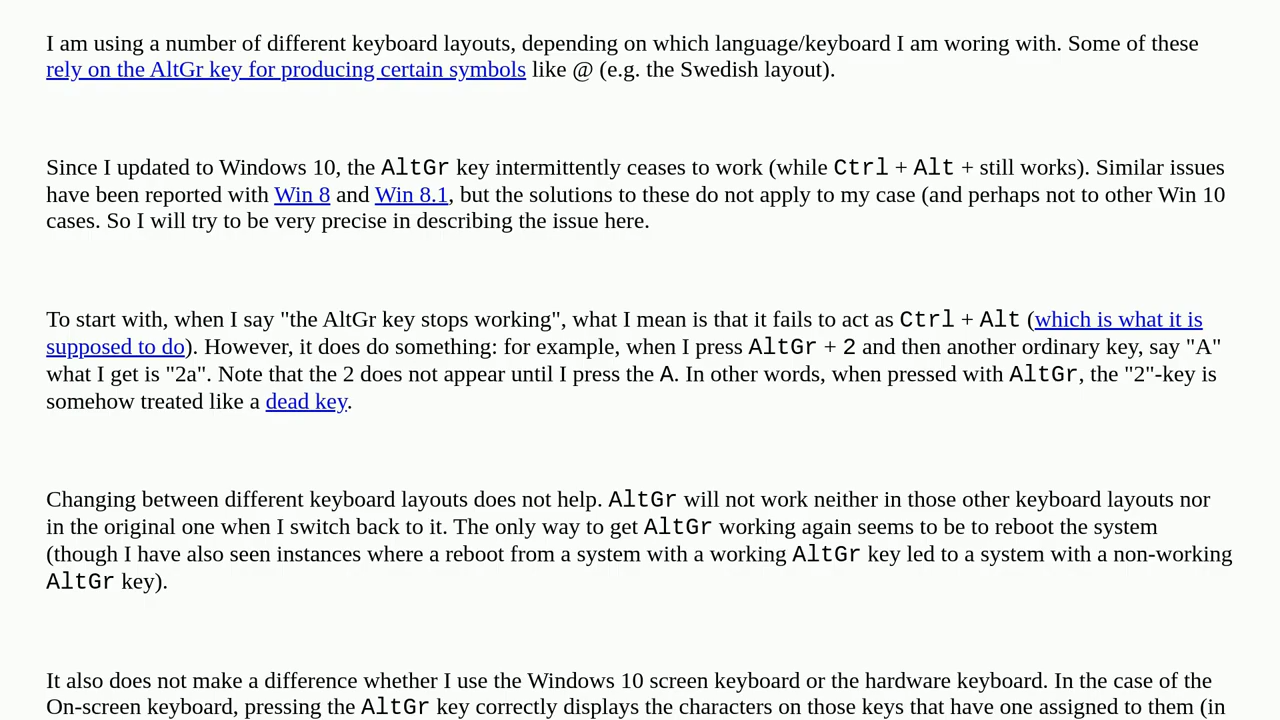 I am using a number of different keyboard layouts, depending on which language/keyboard I am woring with. Some of these
rely on the AltGr key for producing certain symbols like @ (e.g. the Swedish layout).
Since I updated to Windows 10, the AltGr key intermittently ceases to work (while Ctrl + Alt + still works). Similar issues
have been reported with Win 8 and Win 8.1, but the solutions to these do not apply to my case (and perhaps not to other Win 10
cases. So I will try to be very precise in describing the issue here.
To start with, when I say "the AltGr key stops working", what I mean is that it fails to act as Ctrl + Alt (which is what it is
supposed to do). However, it does do something: for example, when I press AltGr + 2 and then another ordinary key, say "A"
what I get is "2a". Note that the 2 does not appear until I press the A. In other words, when pressed with AltGr, the "2"-key is
somehow treated like a dead key.
Changing between different keyboard layouts does not help. AltGr will not work neither in those other keyboard layouts nor
in the original one when I switch back to it. The only way to get AltGr working again seems to be to reboot the system
(though I have also seen instances where a reboot from a system with a working AltGr key led to a system with a non-working
AltGr key).
It also does not make a difference whether I use the Windows 10 screen keyboard or the hardware keyboard. In the case of the
On-screen keyboard, pressing the AltGr key correctly displays the characters on those keys that have one assigned to them (in